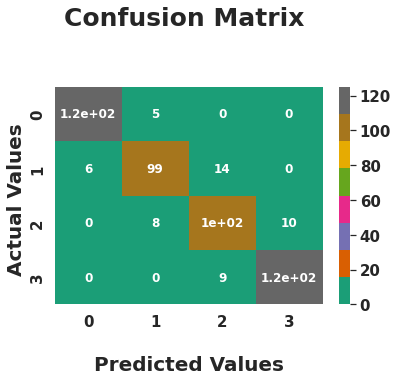 Confusion Matrix
Actual Values
0 1.2e+02 5 0 0
1 6 99 14 0
2 0 8 1e+02 10
3 0 0 9 1.2e+02
0 1 2 3
Predicted Values
120
100
80
60
40
20
0